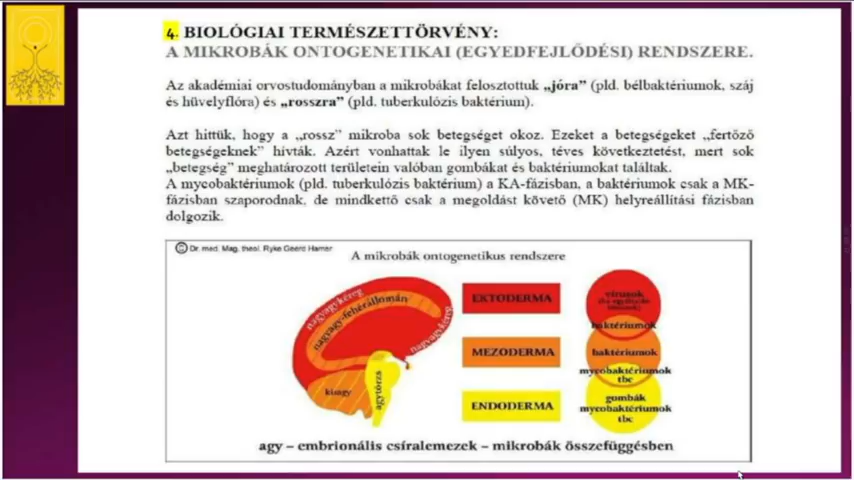 4. BIOLÓGIAI TERMÉSZETTÖRVÉNY:
A MIKROBÁK ONTOGENETIKAI (EGYEDFEJLŐDÉSI) RENDSZERE.
Az akadémiai orvostudományban a mikrobákat felosztottuk „jóra” (pld. bélbaktériumok, száj
és hüvelyflóra) és „rosszra” (pld. tuberkulózis baktérium).
Azt hittük, hogy a „rossz” mikroba sok betegséget okoz. Ezeket a betegségeket „fertőző
betegségeknek” hívták. Azért vonhattak le ilyen súlyos, téves következtetést, mert sok
„betegség” meghatározott területein valóban gombákat és baktériumokat találtak.
A mycobaktériumok (pld. tuberkulózis baktérium) a KA-fázisban, a baktériumok csak a MK-
fázisban szaporodnak, de mindkettő csak a megoldást követő (MK) helyreállítási fázisban
dolgozik.
© Dr. med. Mag. theol. Ryke Geerd Hamer
A mikrobák ontogenetikus rendszere
nagyagykéreg
nagyagy-fehérállomán
nagyagykéreg
kisagy
agytörzs
EKTODERMA
MEZODERMA
ENDODERMA
vírusok
baktériumok
baktériumok
mycobaktériumok
tbc
gombák
mycobaktériumok
tbc
agy – embrionális csíralemezek – mikrobák összefüggésben